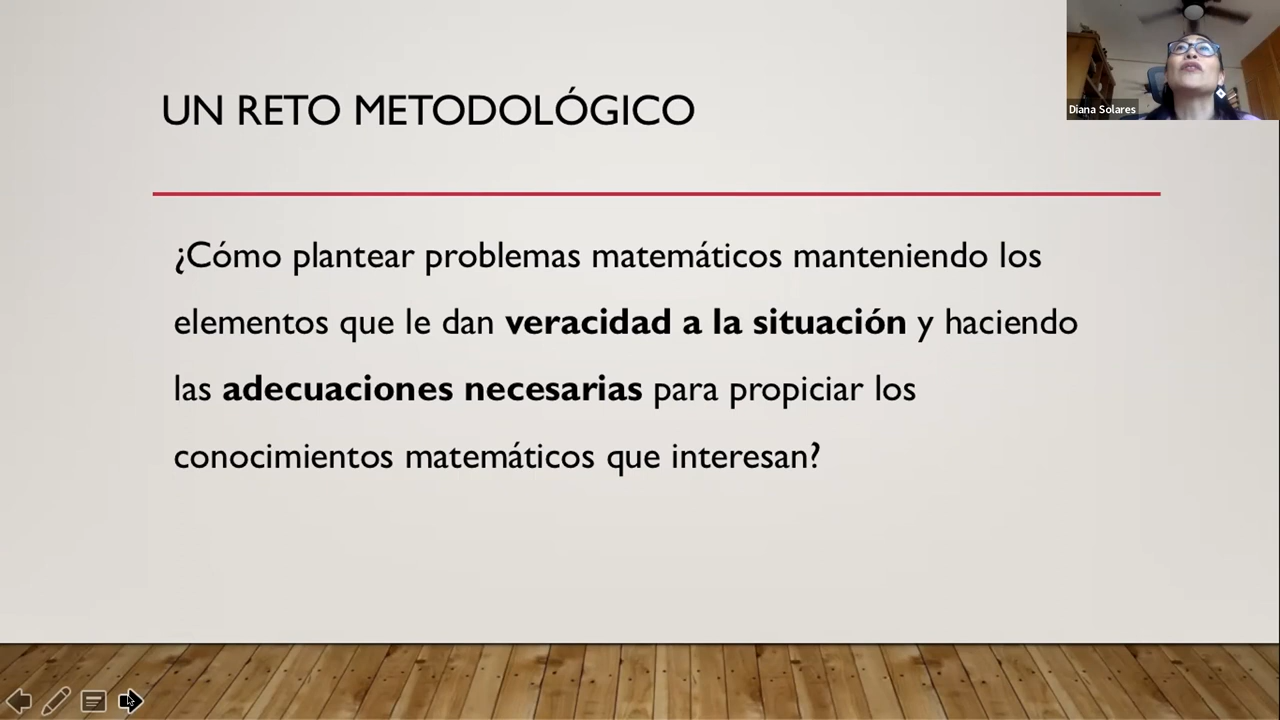 UN RETO METODOLÓGICO
Diana Solares
¿Cómo plantear problemas matemáticos manteniendo los
elementos que le dan veracidad a la situación y haciendo
las adecuaciones necesarias para propiciar los
conocimientos matemáticos que interesan?